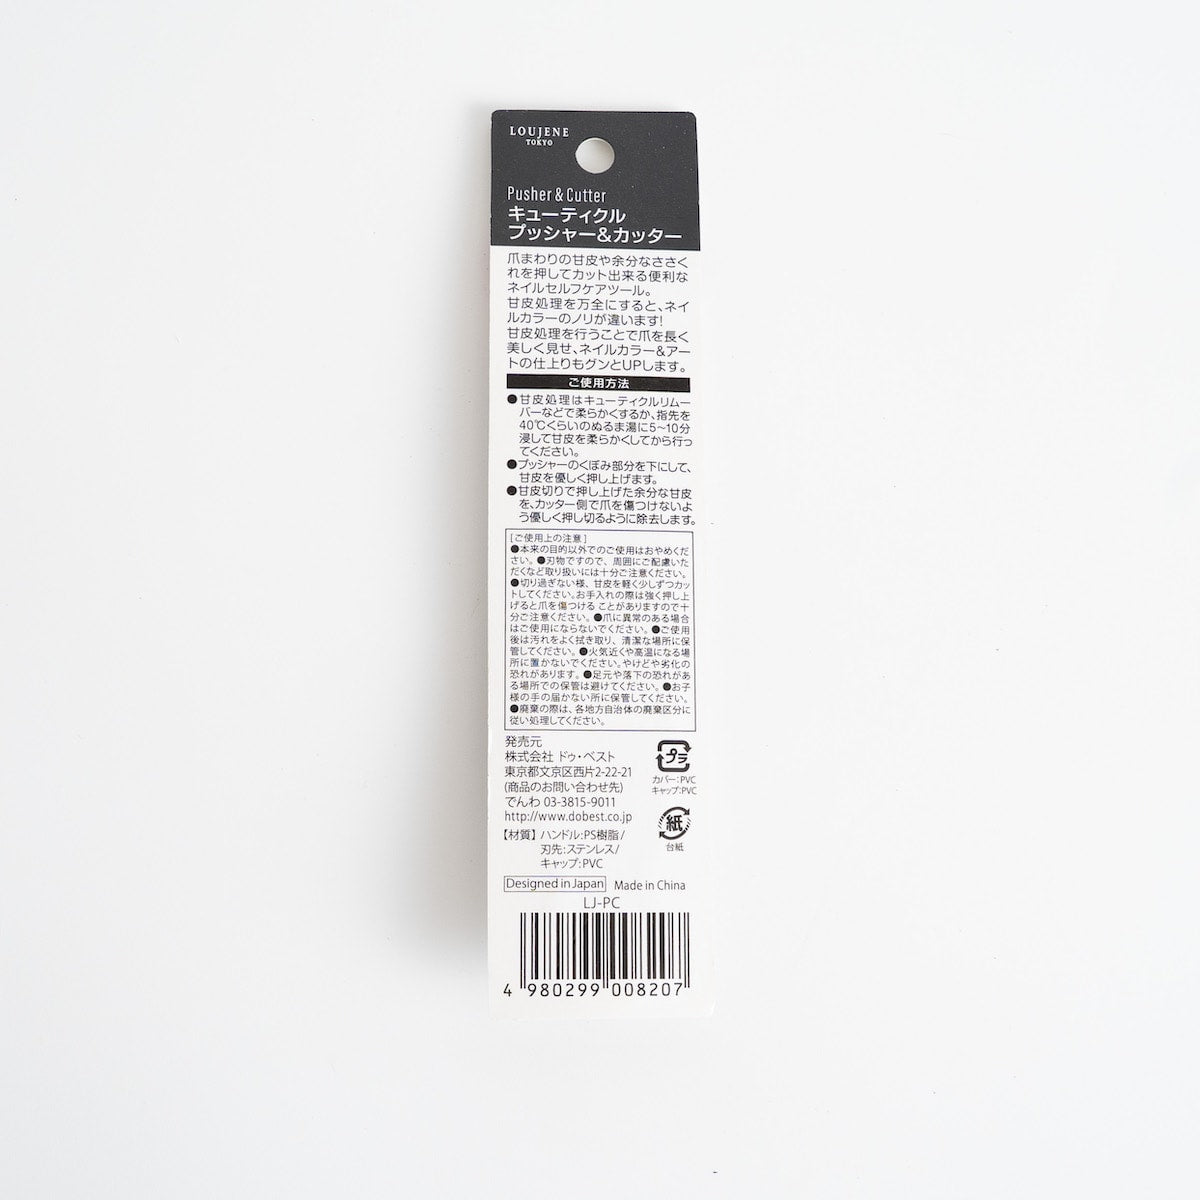 LOUJENE
TOKYO
Pusher & Cutter
キューティクル
プッシャー&カッター
爪まわりの甘皮や余分なささく
れを押してカット出来る便利な
ネイルセルフケアツール。
甘皮処理を万全にすると、ネイ
ルカラーのノリが違います!
甘皮処理を行うことで爪を長く
美しく見せ、ネイルカラー&アー
トの仕上りもグンとUPします。
ご使用方法
●甘皮処理はキューティクルリムー
バーなどで柔らかくするか、指先を
40℃くらいのぬるま湯に5~10分
浸して甘皮を柔らかくしてから行っ
てください。
●プッシャーのくぼみ部分を下にして、
甘皮を優しく押し上げます。
●甘皮切りで押し上げた余分な甘皮
を、カッター側で爪を傷つけないよ
う優しく押し切るように除去します。
[ご使用上の注意]
●本来の目的以外でのご使用はおやめくだ
さい。●刃物ですので、周囲にご配慮いた
だくなど取り扱いには十分ご注意ください。
●切り過ぎない様、甘皮を軽く少しずつカッ
トしてください。お手入れの際は強く押し上
げると爪を傷つける ことがありますので十
分ご注意ください。●爪に異常のある場合
はご使用にならないでください。●ご使用
後は汚れをよく拭き取り、清潔な場所に保
管してください。●火気近くや高温になる場
所に置かないでください。やけどや劣化の
恐れがあります。●足元や落下の恐れがあ
る場所での保管は避けてください。●お子
様の手の届かない所に保管してください。
●廃棄の際は、各地方自治体の廃棄区分に
従い処理してください。
発売元
株式会社 ドゥ・ベスト
東京都文京区西片2-22-21
(商品のお問い合わせ先)
でんわ 03-3815-9011
http://www.dobest.co.jp
プラ
カバー:PVC
キャップ:PVC
紙
台紙
【材質】ハンドル:PS樹脂/
刃先:ステンレス/
キャップ:PVC
Designed in Japan Made in China
LJ-PC
4 980299 008207